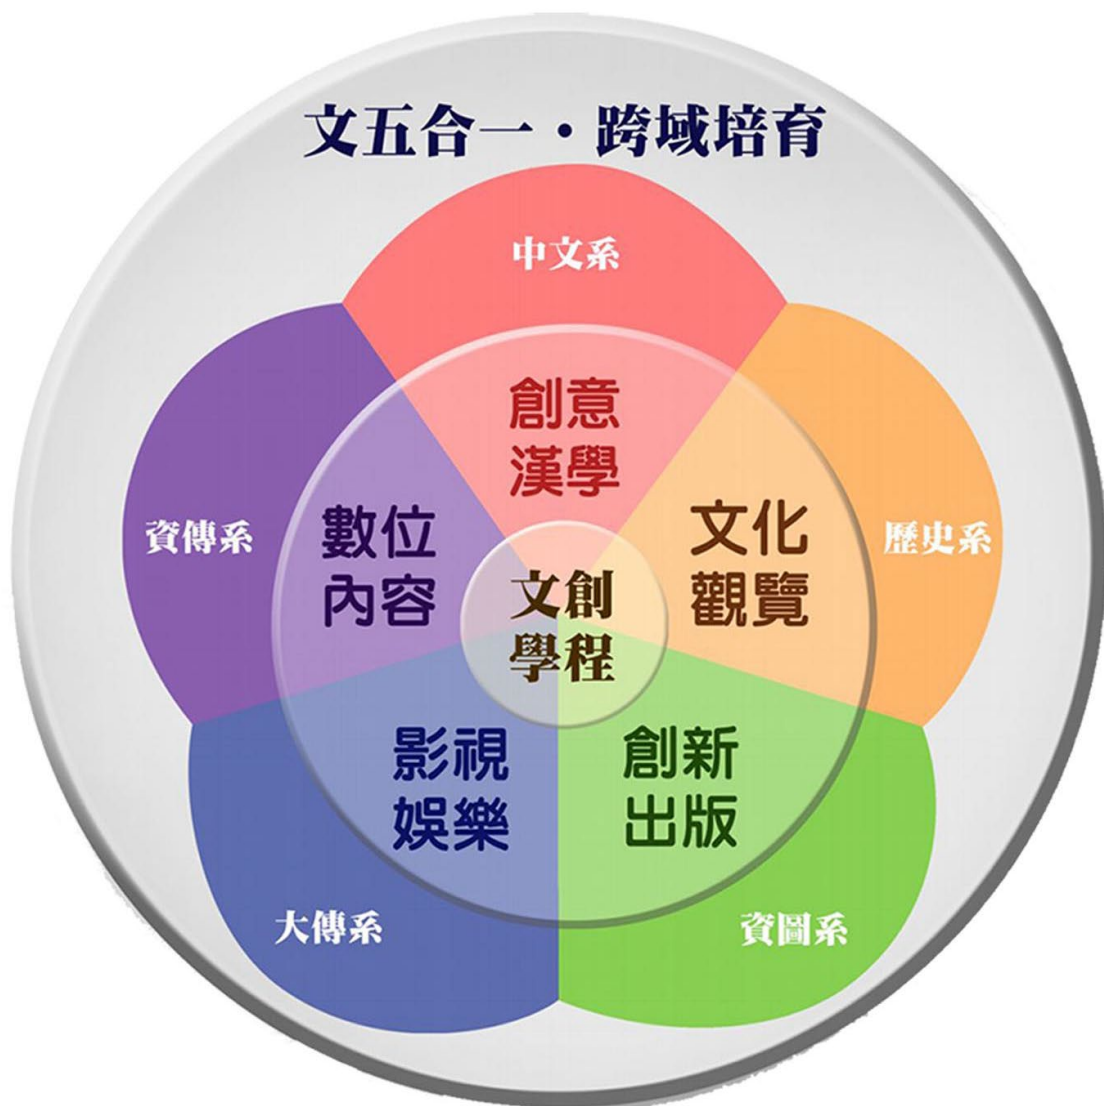 文五合一・跨域培育
中文系
創意
漢學
資傳系
數位
內容
文化
觀覽
歷史系
文創
學程
影視
娛樂
創新
出版
大傳系
資圖系